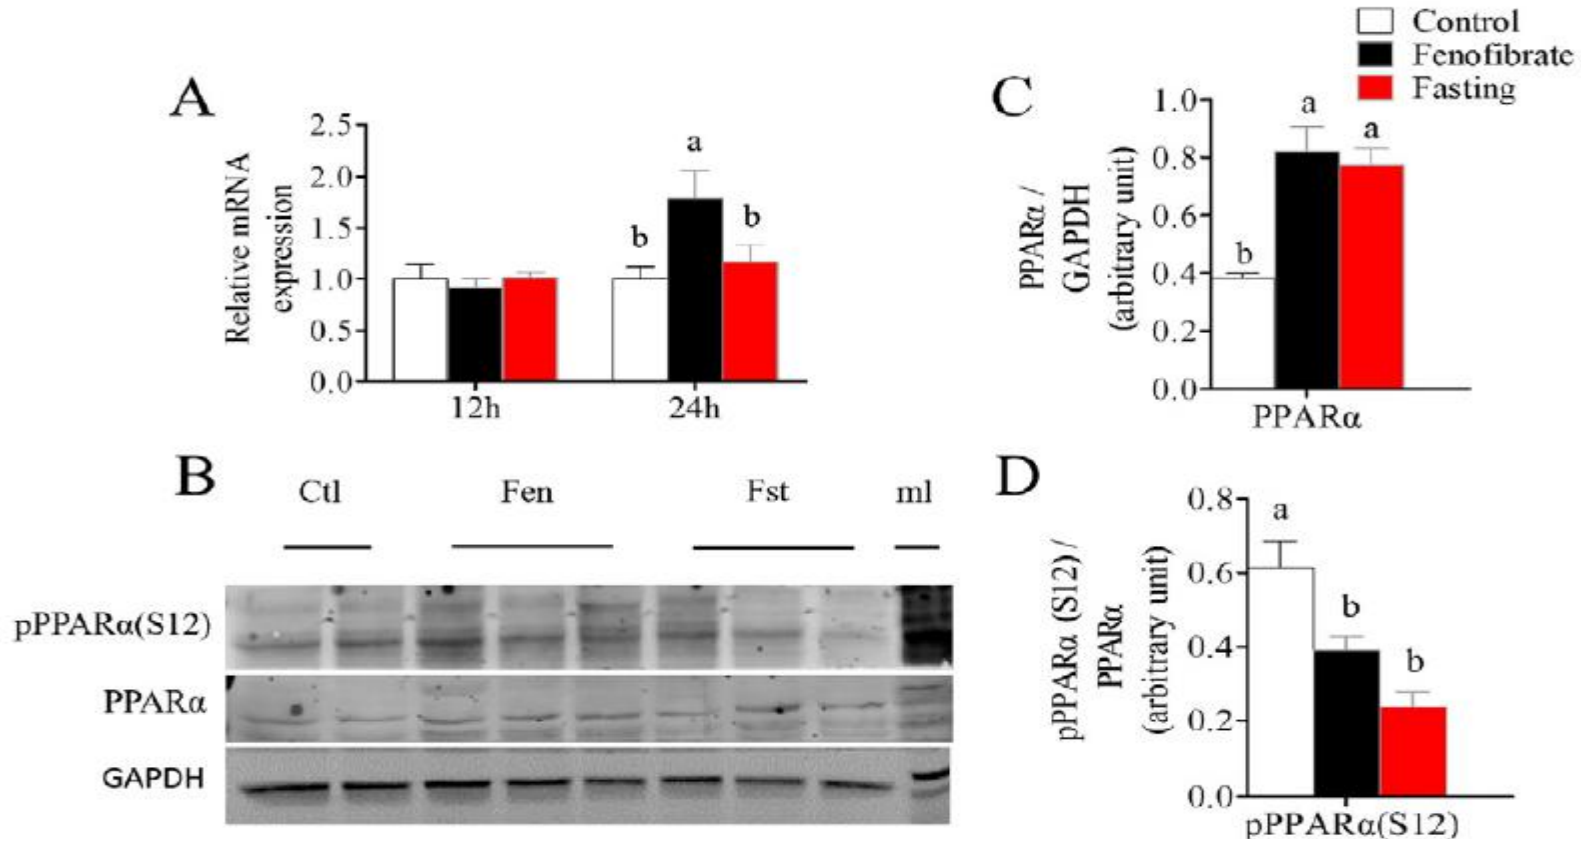 Control
Fenofibrate
Fasting
A
2.5
2.0
1.5
1.0
0.5
0.0
Relative mRNA
expression
b
a
b
12h
24h
C
1.0
0.8
0.6
0.4
0.2
0.0
PPARα /
GAPDH
(arbitrary unit)
b
a
a
PPARα
B
Ctl Fen Fst ml
pPPARα(S12)
PPARα
GAPDH
D
0.8
0.6
0.4
0.2
0.0
pPPARα (S12) /
PPARα
(arbitrary unit)
a
b
b
pPPARα(S12)